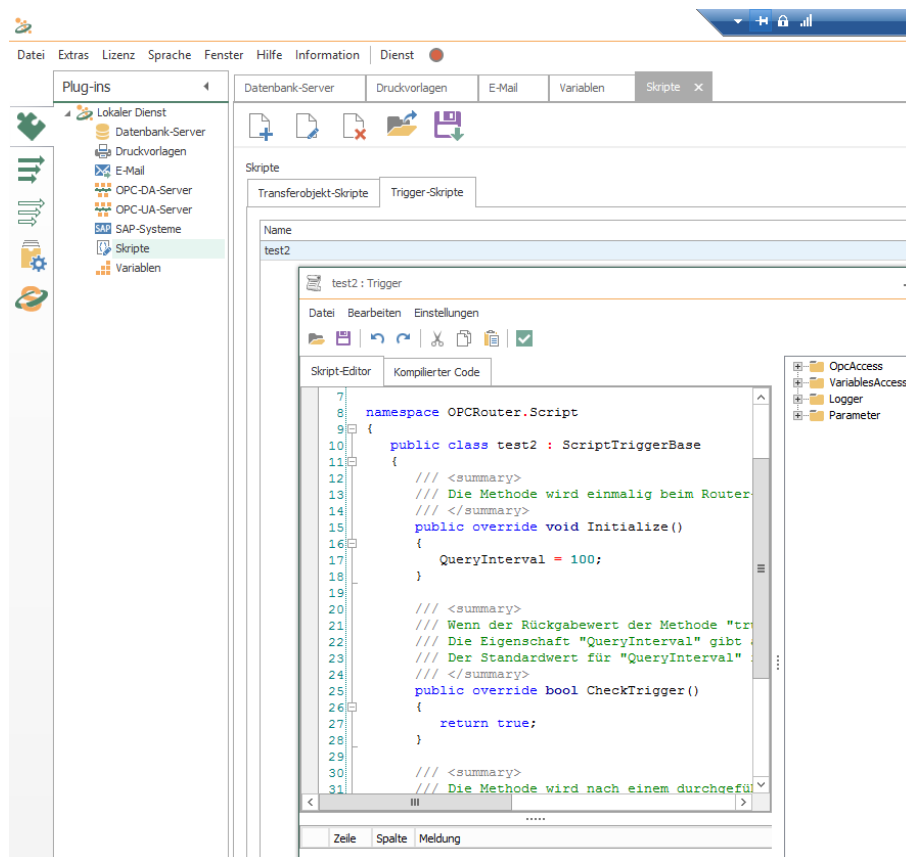 Datei Extras Lizenz Sprache Fenster Hilfe Information Dienst
Plug-ins
Lokaler Dienst
Datenbank-Server
Druckvorlagen
E-Mail
OPC-DA-Server
OPC-UA-Server
SAP SAP-Systeme
Skripte
Variablen
Datenbank-Server Druckvorlagen E-Mail Variablen Skripte
Skripte
Transferobjekt-Skripte Trigger-Skripte
Name
test2
test2 : Trigger
Datei Bearbeiten Einstellungen
Skript-Editor Kompilierter Code
7
8 namespace OPCRouter.Script
9 {
10 public class test2 : ScriptTriggerBase
11 {
12 /// <summary>
13 /// Die Methode wird einmalig beim Router
14 /// </summary>
15 public override void Initialize()
16 {
17 QueryInterval = 100;
18 }
19
20 /// <summary>
21 /// Wenn der Rückgabewert der Methode "tr
22 /// Die Eigenschaft "QueryInterval" gibt
23 /// Der Standardwert für "QueryInterval"
24 /// </summary>
25 public override bool CheckTrigger()
26 {
27 return true;
28 }
29
30 /// <summary>
31 /// Die Methode wird nach einem durchgefü
Zeile Spalte Meldung
OpcAccess
VariablesAccess
Logger
Parameter